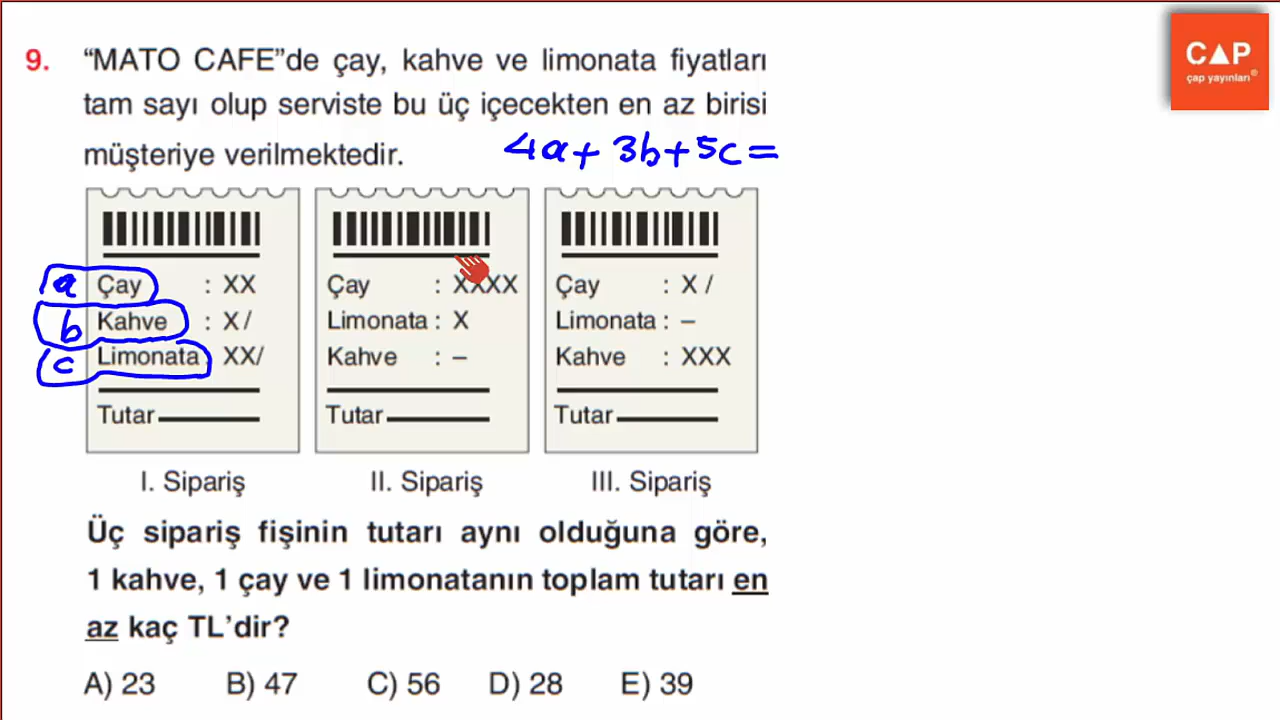 CAP
çap yayınları
9. “MATO CAFE”de çay, kahve ve limonata fiyatları
tam sayı olup serviste bu üç içecekten en az birisi
müşteriye verilmektedir.
4a+3b+5c=
a Çay : XX
b Kahve : X/
c Limonata : XX/
Tutar
I. Sipariş
Çay : XXXX
Limonata : X
Kahve : –
Tutar
II. Sipariş
Çay : X /
Limonata : –
Kahve : XXX
Tutar
III. Sipariş
Üç sipariş fişinin tutarı aynı olduğuna göre,
1 kahve, 1 çay ve 1 limonatanın toplam tutarı en
az kaç TL’dir?
A) 23 B) 47 C) 56 D) 28 E) 39